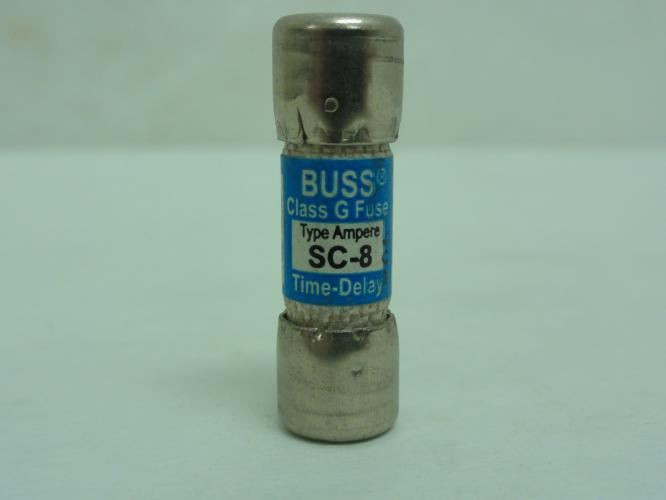 BUSS®
Class G Fuse
Type Ampere
SC-8
Time-Delay